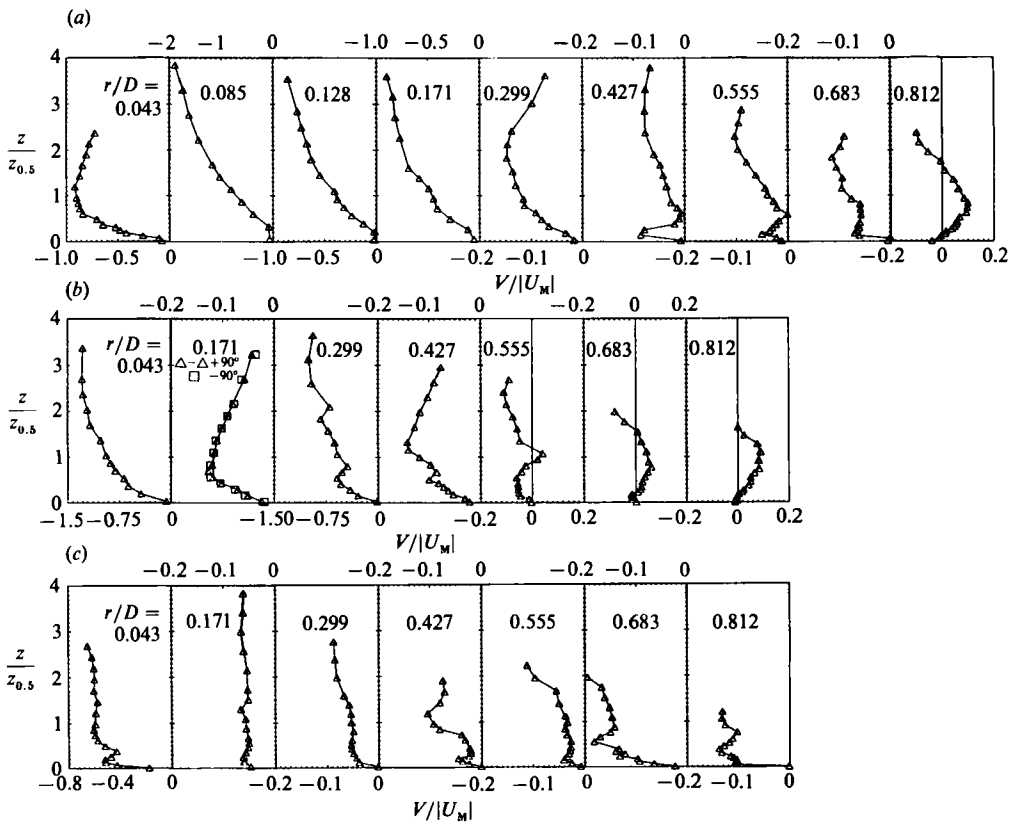 (a)
−2 −1 0 −1.0 −0.5 0 −0.2 −0.1 0 −0.2 −0.1 0
4 3 2 1 0
z/z₀.₅
r/D = 0.043 0.085 0.128 0.171 0.299 0.427 0.555 0.683 0.812
−1.0 −0.5 0 −1.0 −0.5 0 −0.2 −0.1 0 −0.1 0 −0.2 −0.1 0 0.2
V/|U_M|
(b)
−0.2 −0.1 0 −0.2 −0.1 0 −0.2 0 0.2
4 3 2 1 0
z/z₀.₅
r/D = 0.043 0.171 0.299 0.427 0.555 0.683 0.812
△–△+90°
□ −90°
−1.5 −0.75 0 −1.50 −0.75 0 −0.2 0 0.2 −0.2 0 0.2
V/|U_M|
(c)
−0.2 −0.1 0 −0.2 −0.1 0 −0.2 −0.1 0
4 3 2 1 0
z/z₀.₅
r/D = 0.043 0.171 0.299 0.427 0.555 0.683 0.812
−0.8 −0.4 0 −0.2 −0.1 0 −0.2 −0.1 0 −0.2 −0.1 0
V/|U_M|